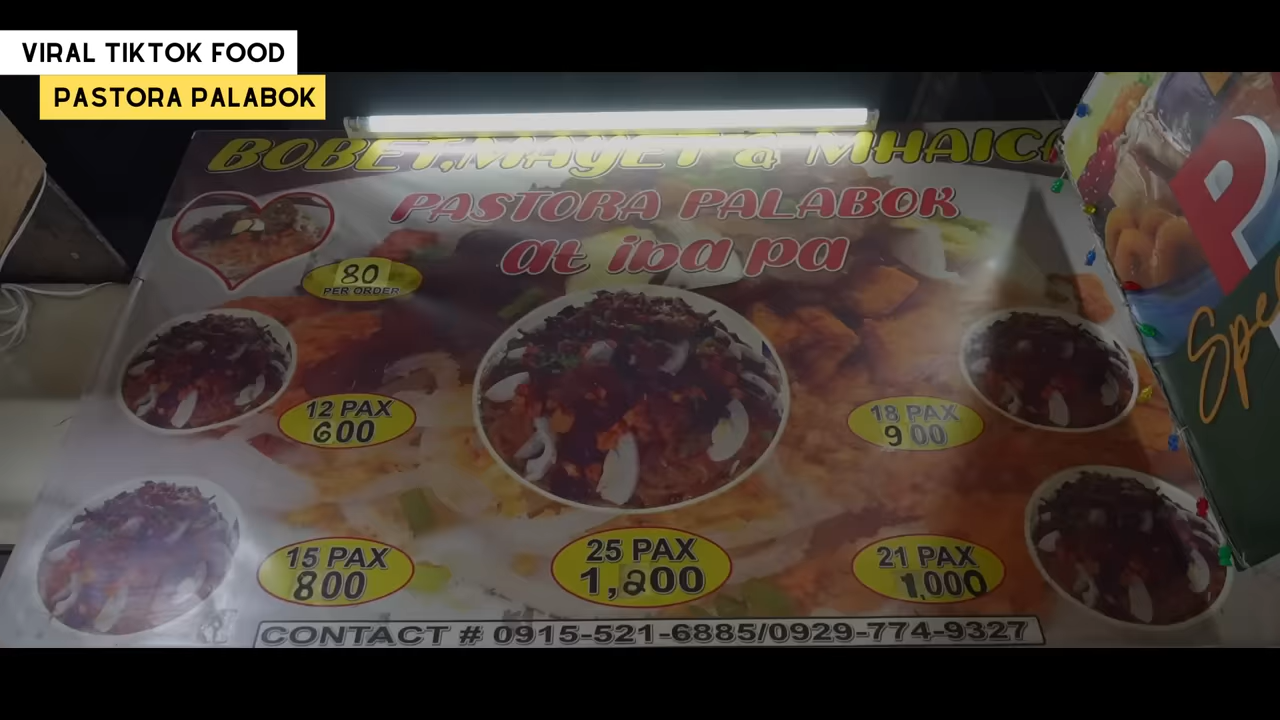 VIRAL TIKTOK FOOD
PASTORA PALABOK
BOBET, MAYET & MHAICA
PASTORA PALABOK
at iba pa
80
PER ORDER
12 PAX
600
18 PAX
900
15 PAX
800
25 PAX
1,200
21 PAX
1,000
CONTACT # 0915-521-6885/0929-774-9327
P
Spe